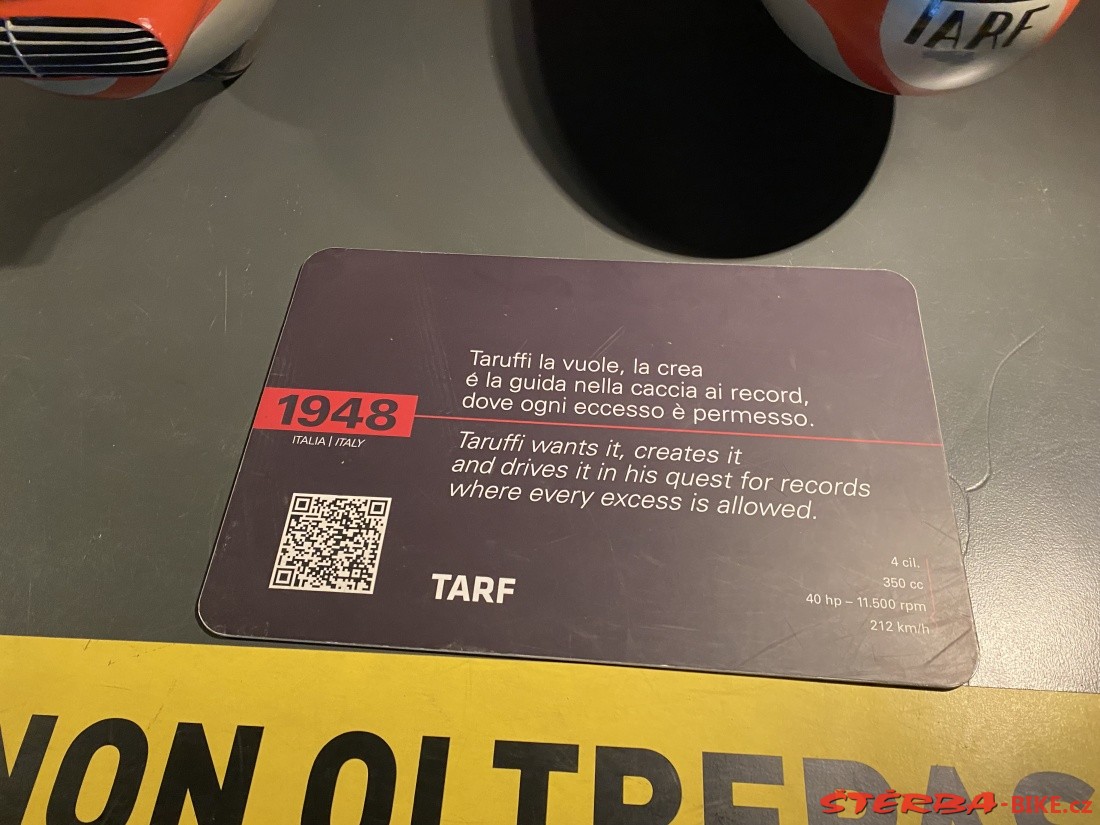 TARF
Taruffi la vuole, la crea
é la guida nella caccia ai record,
dove ogni eccesso è permesso.
1948
ITALIA | ITALY
Taruffi wants it, creates it
and drives it in his quest for records
where every excess is allowed.
TARF
4 cil.
350 cc
40 hp – 11.500 rpm
212 km/h
NON OLTREPAS
ŠTĚRBA-BIKE.cz